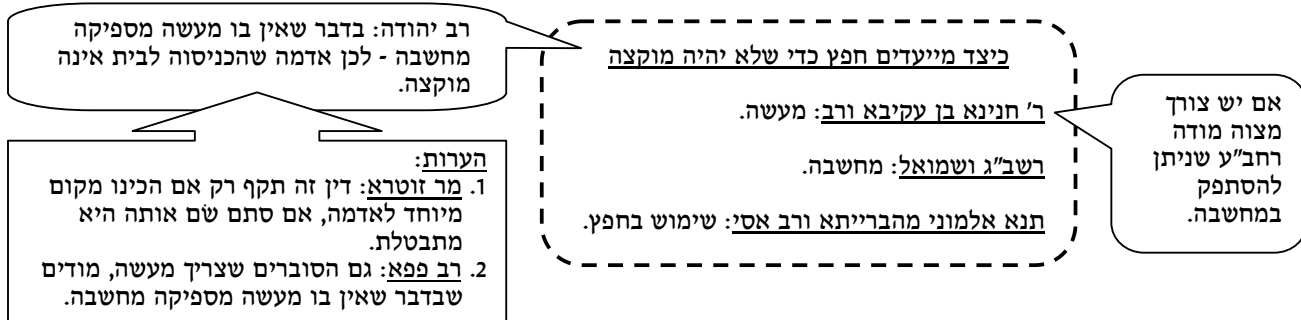 כיצד מייעדים חפץ כדי שלא יהיה מוקצה
ר' חנינא בן עקיבא ורב: מעשה.
רשב"ג ושמואל: מחשבה.
תנא אלמוני מהברייתא ורב אסי: שימוש בחפץ.
אם יש צורך
מצוה מודה
רחב"ע שניתן
להסתפק
במחשבה.
רב יהודה: בדבר שאין בו מעשה מספיקה
מחשבה - לכן אדמה שהכניסוה לבית אינה
מוקצה.
הערות:
1. מר זוטרא: דין זה תקף רק אם הכינו מקום
מיוחד לאדמה, אם סתם שׂם אותה היא
מתבטלת.
2. רב פפא: גם הסוברים שצריך מעשה, מודים
שבדבר שאין בו מעשה מספיקה מחשבה.